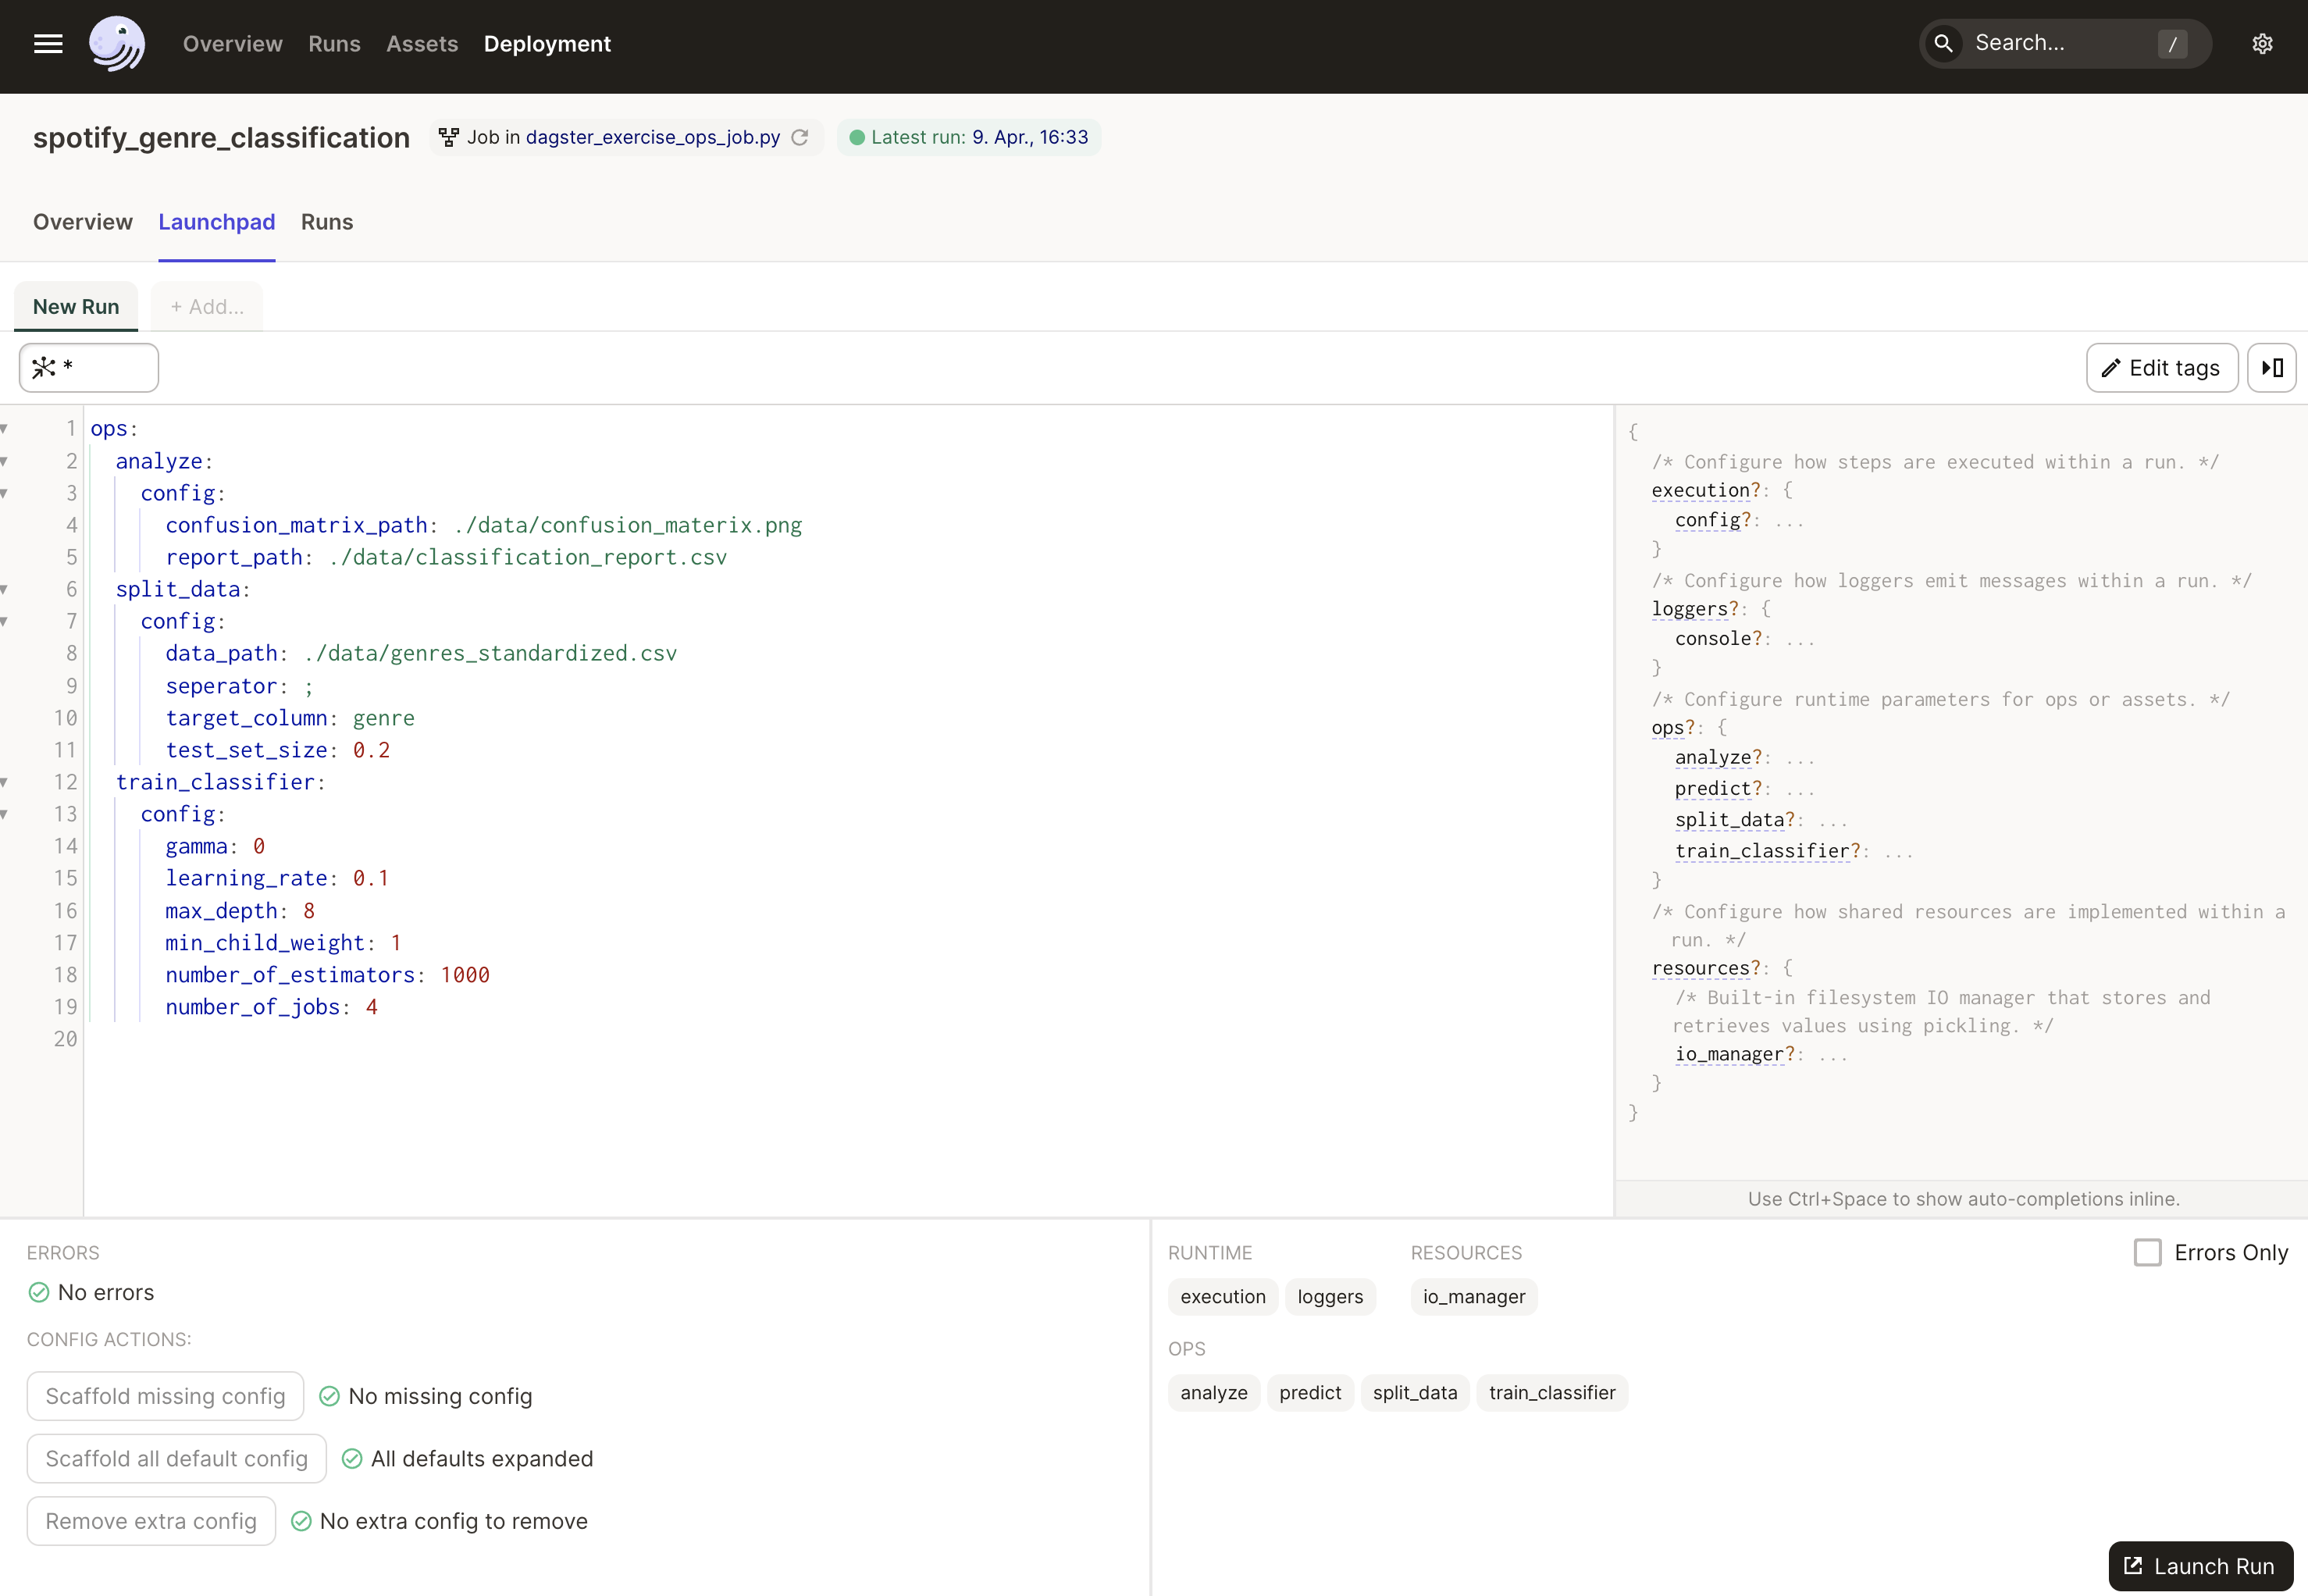 Overview Runs Assets Deployment Search... /
spotify_genre_classification Job in dagster_exercise_ops_job.py Latest run: 9. Apr., 16:33
Overview Launchpad Runs
New Run + Add...
* Edit tags
1 ops:
2 analyze:
3 config:
4 confusion_matrix_path: ./data/confusion_materix.png
5 report_path: ./data/classification_report.csv
6 split_data:
7 config:
8 data_path: ./data/genres_standardized.csv
9 seperator: ;
10 target_column: genre
11 test_set_size: 0.2
12 train_classifier:
13 config:
14 gamma: 0
15 learning_rate: 0.1
16 max_depth: 8
17 min_child_weight: 1
18 number_of_estimators: 1000
19 number_of_jobs: 4
20
{
/* Configure how steps are executed within a run. */
execution?: {
config?: ...
}
/* Configure how loggers emit messages within a run. */
loggers?: {
console?: ...
}
/* Configure runtime parameters for ops or assets. */
ops?: {
analyze?: ...
predict?: ...
split_data?: ...
train_classifier?: ...
}
/* Configure how shared resources are implemented within a
run. */
resources?: {
/* Built-in filesystem IO manager that stores and
retrieves values using pickling. */
io_manager?: ...
}
}
Use Ctrl+Space to show auto-completions inline.
ERRORS
No errors
CONFIG ACTIONS:
Scaffold missing config No missing config
Scaffold all default config All defaults expanded
Remove extra config No extra config to remove
RUNTIME RESOURCES Errors Only
execution loggers io_manager
OPS
analyze predict split_data train_classifier
Launch Run